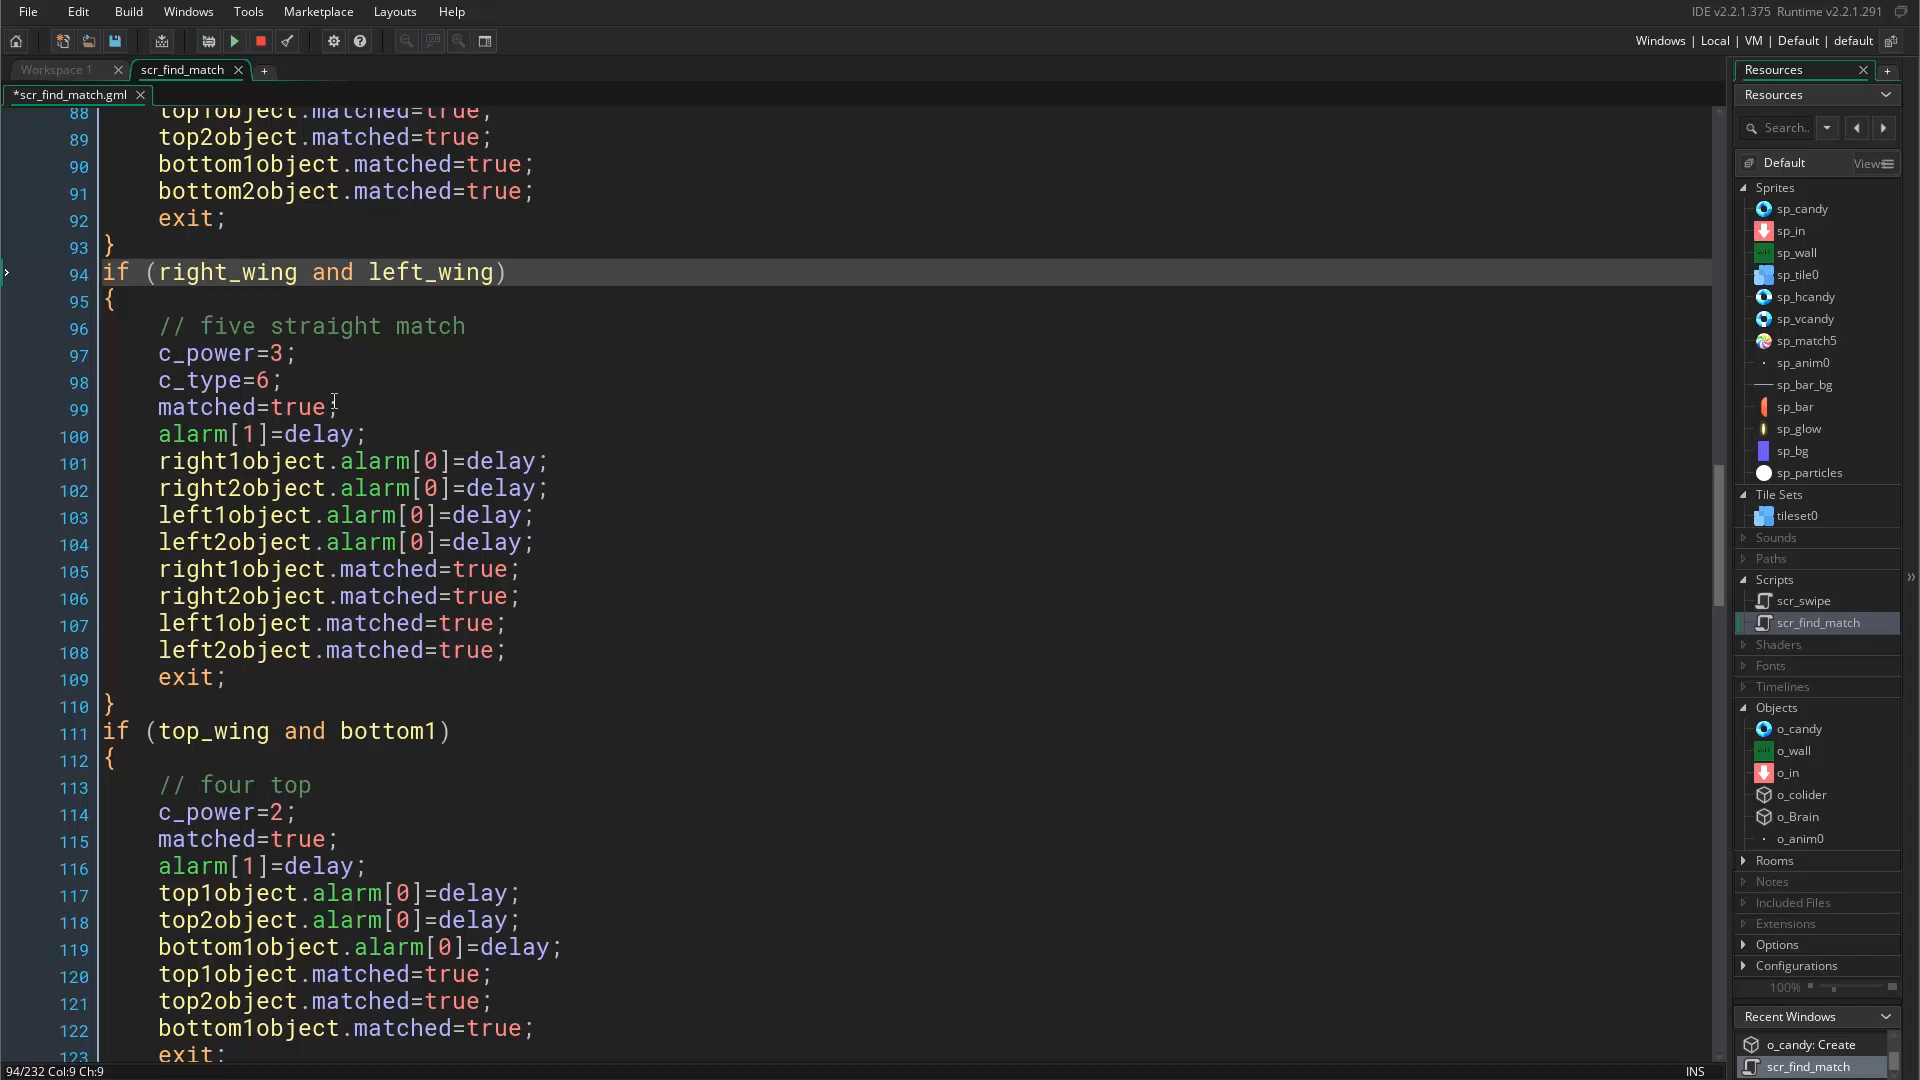 File Edit Build Windows Tools Marketplace Layouts Help
IDE v2.2.1.375 Runtime v2.2.1.291
Windows | Local | VM | Default | default
Workspace 1
scr_find_match
*scr_find_match.gml
88 top1object.matched=true;
89 top2object.matched=true;
90 bottom1object.matched=true;
91 bottom2object.matched=true;
92 exit;
93 }
94 if (right_wing and left_wing)
95 {
96 // five straight match
97 c_power=3;
98 c_type=6;
99 matched=true;
100 alarm[1]=delay;
101 right1object.alarm[0]=delay;
102 right2object.alarm[0]=delay;
103 left1object.alarm[0]=delay;
104 left2object.alarm[0]=delay;
105 right1object.matched=true;
106 right2object.matched=true;
107 left1object.matched=true;
108 left2object.matched=true;
109 exit;
110 }
111 if (top_wing and bottom1)
112 {
113 // four top
114 c_power=2;
115 matched=true;
116 alarm[1]=delay;
117 top1object.alarm[0]=delay;
118 top2object.alarm[0]=delay;
119 bottom1object.alarm[0]=delay;
120 top1object.matched=true;
121 top2object.matched=true;
122 bottom1object.matched=true;
123 exit;
94/232 Col:9 Ch:9
INS
Resources
Resources
Search..
Default
Views
Sprites
sp_candy
sp_in
sp_wall
sp_tile0
sp_hcandy
sp_vcandy
sp_match5
sp_anim0
sp_bar_bg
sp_bar
sp_glow
sp_bg
sp_particles
Tile Sets
tileset0
Sounds
Paths
Scripts
scr_swipe
scr_find_match
Shaders
Fonts
Timelines
Objects
o_candy
o_wall
o_in
o_colider
o_Brain
o_anim0
Rooms
Notes
Included Files
Extensions
Options
Configurations
100%
Recent Windows
o_candy: Create
scr_find_match